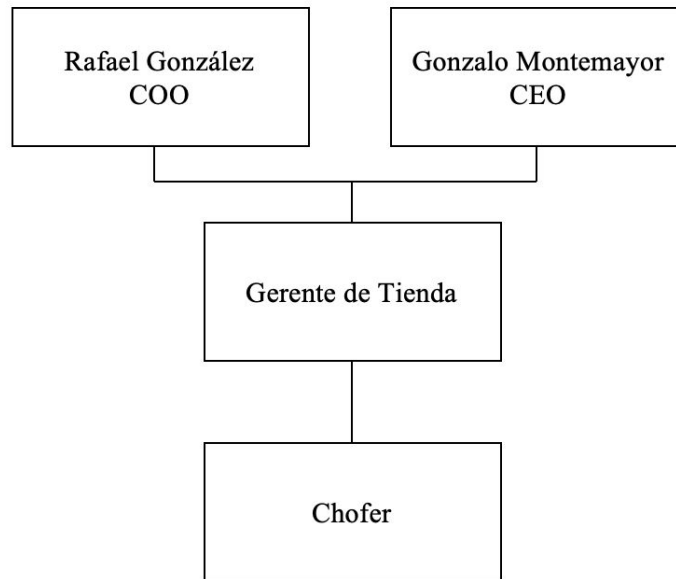 Rafael González
COO
Gonzalo Montemayor
CEO
Gerente de Tienda
Chofer